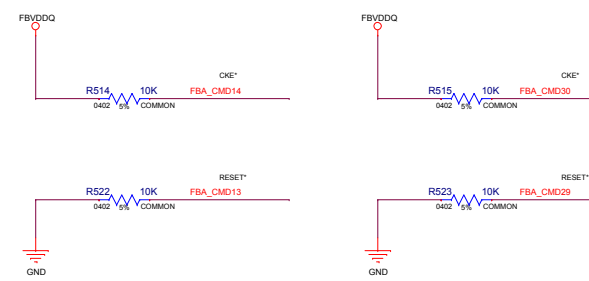 FBVDDQ
CKE*
R514 10K FBA_CMD14
0402 5% COMMON
RESET*
R522 10K FBA_CMD13
0402 5% COMMON
GND
FBVDDQ
CKE*
R515 10K FBA_CMD30
0402 5% COMMON
RESET*
R523 10K FBA_CMD29
0402 5% COMMON
GND